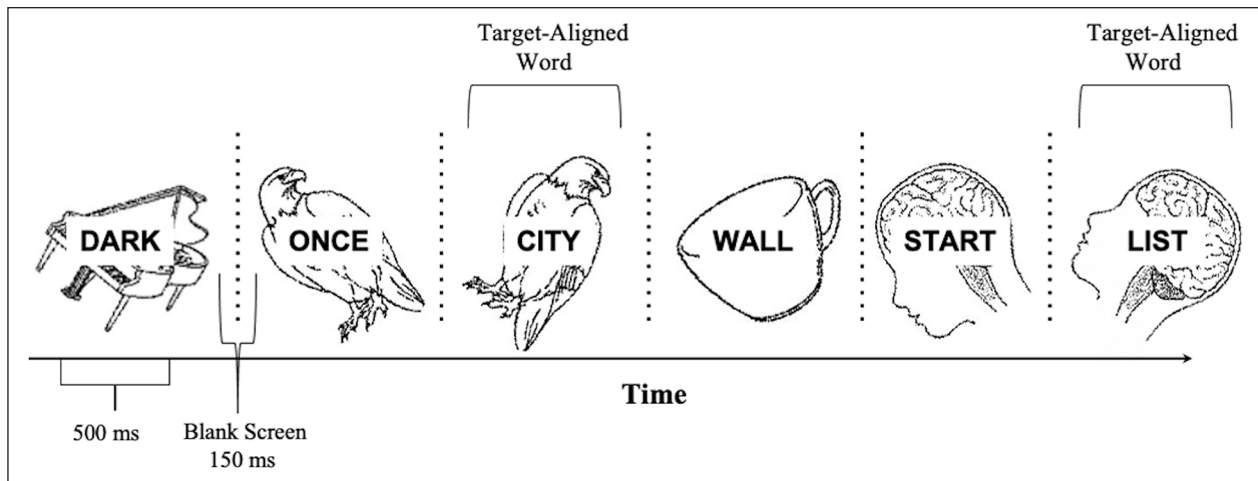 Target-Aligned
Word
Target-Aligned
Word
DARK
ONCE
CITY
WALL
START
LIST
Time
500 ms
Blank Screen
150 ms